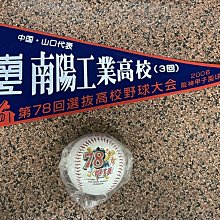 中国・山口代表
南陽工業高校(3回)
第78回選抜高校野球大会
2006
阪神甲子園球
78